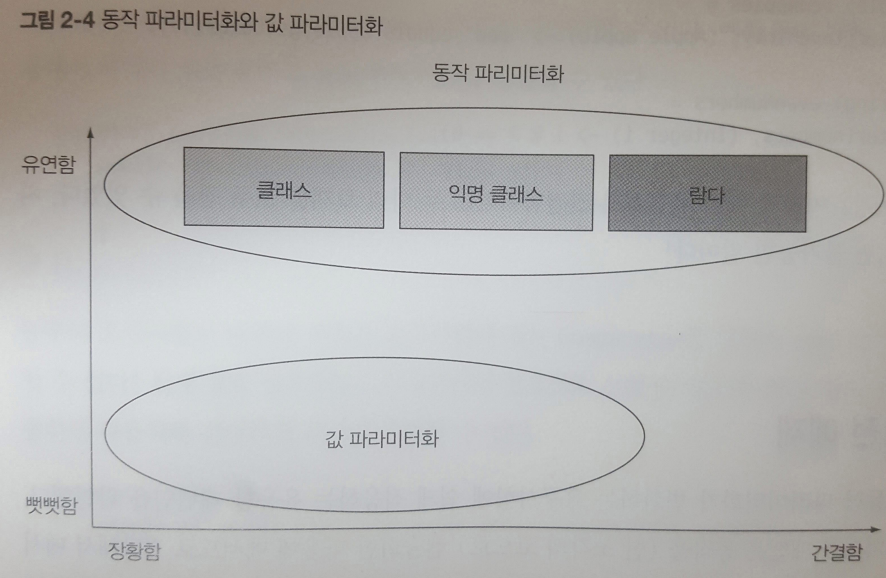 그림 2-4 동작 파라미터화와 값 파라미터화
동작 파리미터화
유연함
클래스
익명 클래스
람다
값 파라미터화
뻣뻣함
장황함
간결함